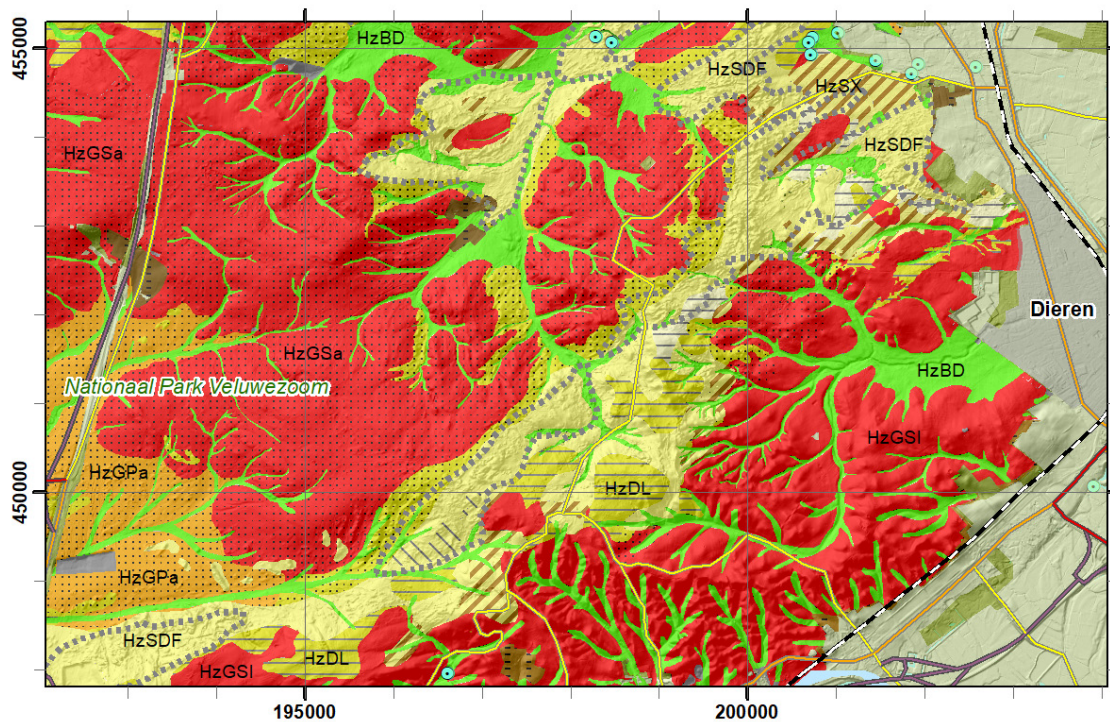 455000
HzBD
HzSDF
HzSX
HzSDF
HzGSa
Dieren
HzGSa
HzBD
Nationaal Park Veluwezoom
HzGSl
HzGPa
450000
HzDL
HzGPa
HzSDF
HzGSl
HzDL
195000
200000